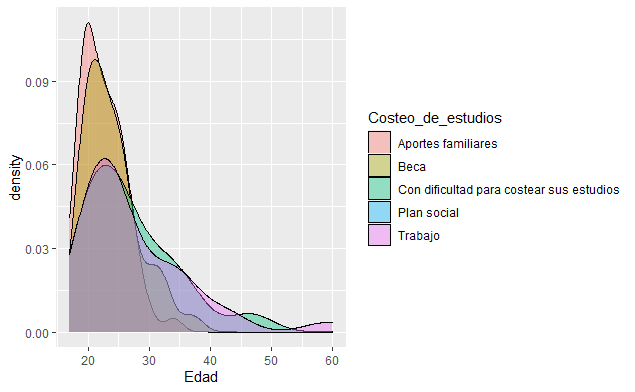 0.09
0.06
0.03
0.00
density
20
30
40
50
60
Edad
Costeo_de_estudios
Aportes familiares
Beca
Con dificultad para costear sus estudios
Plan social
Trabajo